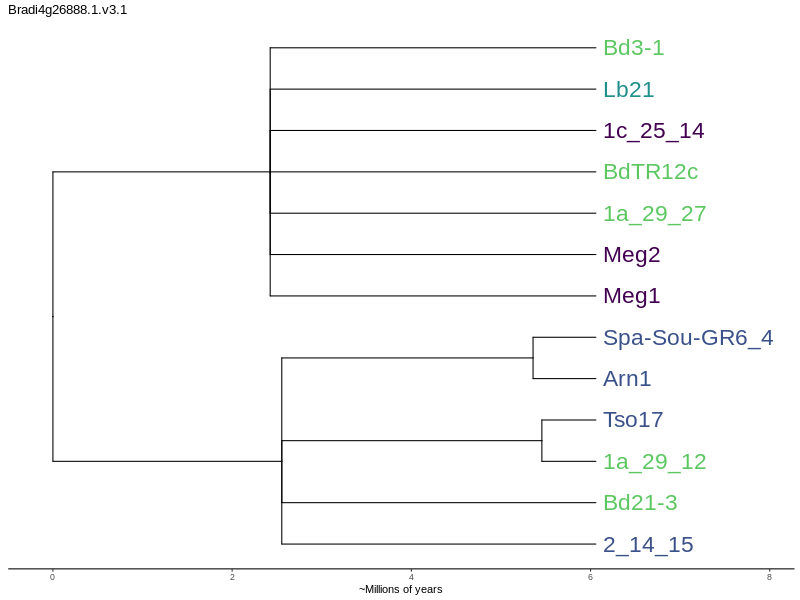 Bradi4g26888.1.v3.1
Bd3-1
Lb21
1c_25_14
BdTR12c
1a_29_27
Meg2
Meg1
Spa-Sou-GR6_4
Arn1
Tso17
1a_29_12
Bd21-3
2_14_15
0 2 4 6 8
~Millions of years